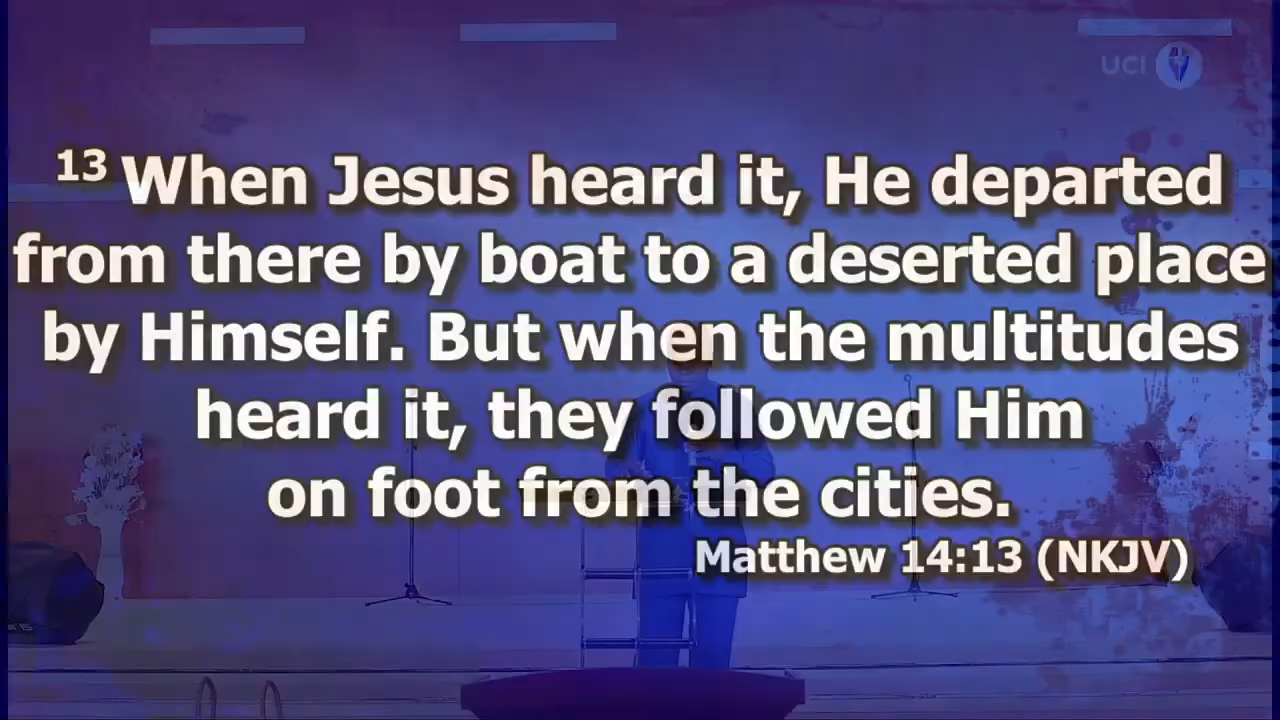 UCI
13 When Jesus heard it, He departed
from there by boat to a deserted place
by Himself. But when the multitudes
heard it, they followed Him
on foot from the cities.
Matthew 14:13 (NKJV)